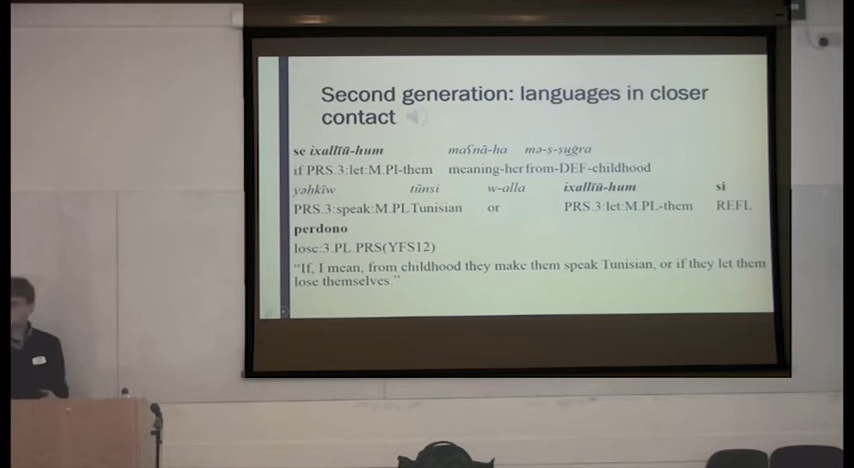 Second generation: languages in closer
contact
se ixallīū-hum maʕnā-ha mə-ṣ-ṣuġra
if PRS.3:let:M.Pl-them meaning-her from-DEF-childhood
yəḥkīw tūnsi w-alla ixallīū-hum si
PRS.3:speak:M.PL Tunisian or PRS.3:let:M.PL-them REFL
perdono
lose:3.PL.PRS(YFS12)
“If, I mean, from childhood they make them speak Tunisian, or if they let them
lose themselves.”